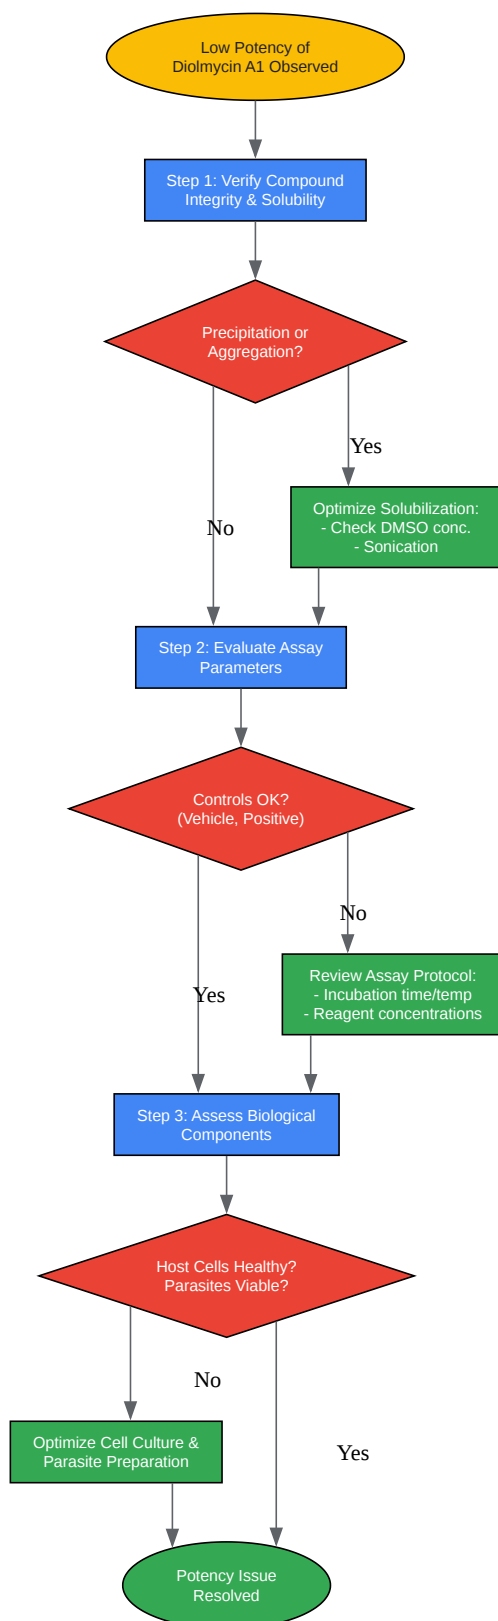 Low Potency of
Diolmycin A1 Observed
Step 1: Verify Compound
Integrity & Solubility
Precipitation or
Aggregation?
Yes
Optimize Solubilization:
- Check DMSO conc.
- Sonication
No
Step 2: Evaluate Assay
Parameters
Controls OK?
(Vehicle, Positive)
No
Review Assay Protocol:
- Incubation time/temp
- Reagent concentrations
Yes
Step 3: Assess Biological
Components
Host Cells Healthy?
Parasites Viable?
No
Optimize Cell Culture &
Parasite Preparation
Yes
Potency Issue
Resolved